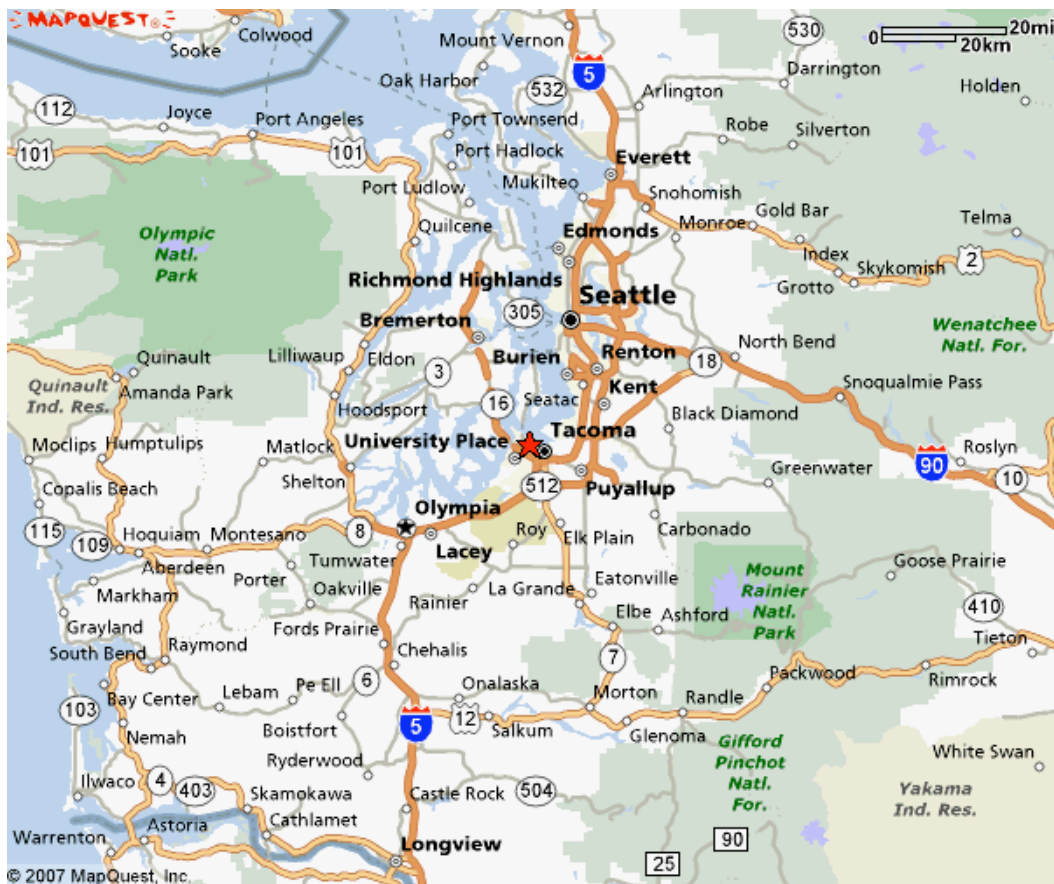 MAPQUEST®
Sooke
Colwood
Mount Vernon
530
0 20mi
20km
Oak Harbor
5
532
Darrington
Holden
112
Joyce
Port Angeles
Port Townsend
Arlington
Robe
Silverton
101
101
Port Hadlock
Everett
Port Ludlow
Mukilteo
Snohomish
Gold Bar
Telma
Quilcene
Monroe
Olympic
Natl.
Park
Edmonds
Index
Skykomish
2
Richmond Highlands
Seattle
Grotto
305
Bremerton
Wenatchee
Natl. For.
Quinault
Lilliwaup
Eldon
Burien
Renton
18
North Bend
Quinault
Ind. Res.
Amanda Park
3
Kent
Snoqualmie Pass
Hoodsport
16
Seatac
Black Diamond
Moclips
Humptulips
Matlock
University Place
Tacoma
Roslyn
90
10
Greenwater
Shelton
Copalis Beach
512
Puyallup
Olympia
115
109
Hoquiam
Montesano
8
Roy
Elk Plain
Carbonado
Aberdeen
Tumwater
Lacey
Goose Prairie
Porter
Oakville
La Grande
Eatonville
Mount
Rainier
Natl.
Park
Markham
Rainier
Elbe
Ashford
410
Grayland
Fords Prairie
Tieton
Raymond
South Bend
Chehalis
7
Packwood
Rimrock
6
Onalaska
Bay Center
Lebam
Pe Ell
Morton
Randle
103
5
12
Boistfort
Salkum
Glenoma
Nemah
Gifford
Pinchot
Natl.
For.
White Swan
Ryderwood
Ilwaco
4
403
Skamokawa
Castle Rock
504
Yakama
Ind. Res.
Warrenton
Astoria
Cathlamet
Longview
90
25
© 2007 MapQuest, Inc.